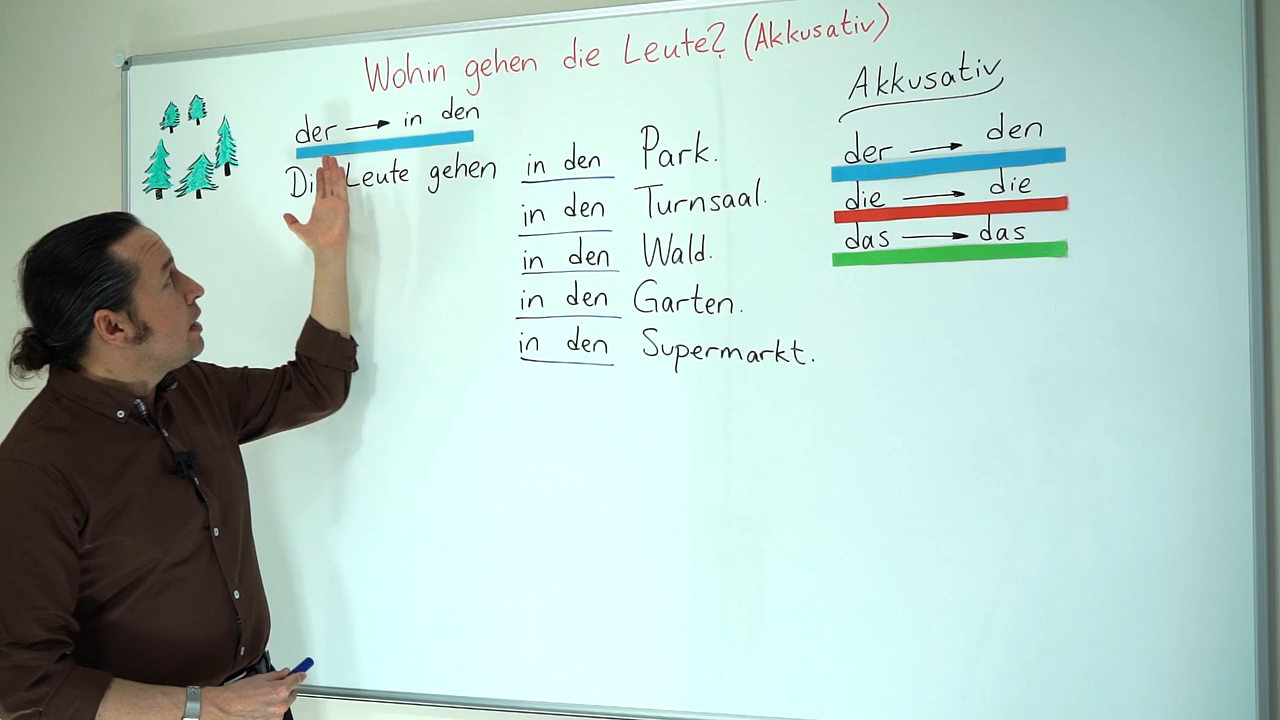 Wohin gehen die Leute? (Akkusativ)
der → in den
Die Leute gehen in den Park.
in den Turnsaal.
in den Wald.
in den Garten.
in den Supermarkt.
Akkusativ
der → den
die → die
das → das